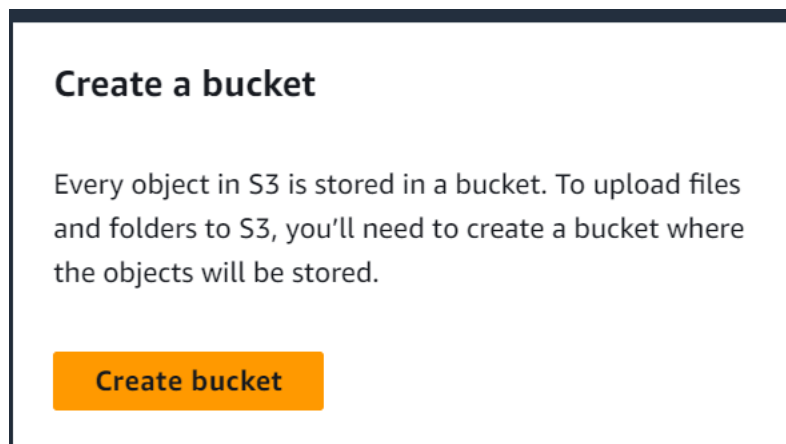 Create a bucket
Every object in S3 is stored in a bucket. To upload files
and folders to S3, you’ll need to create a bucket where
the objects will be stored.
Create bucket